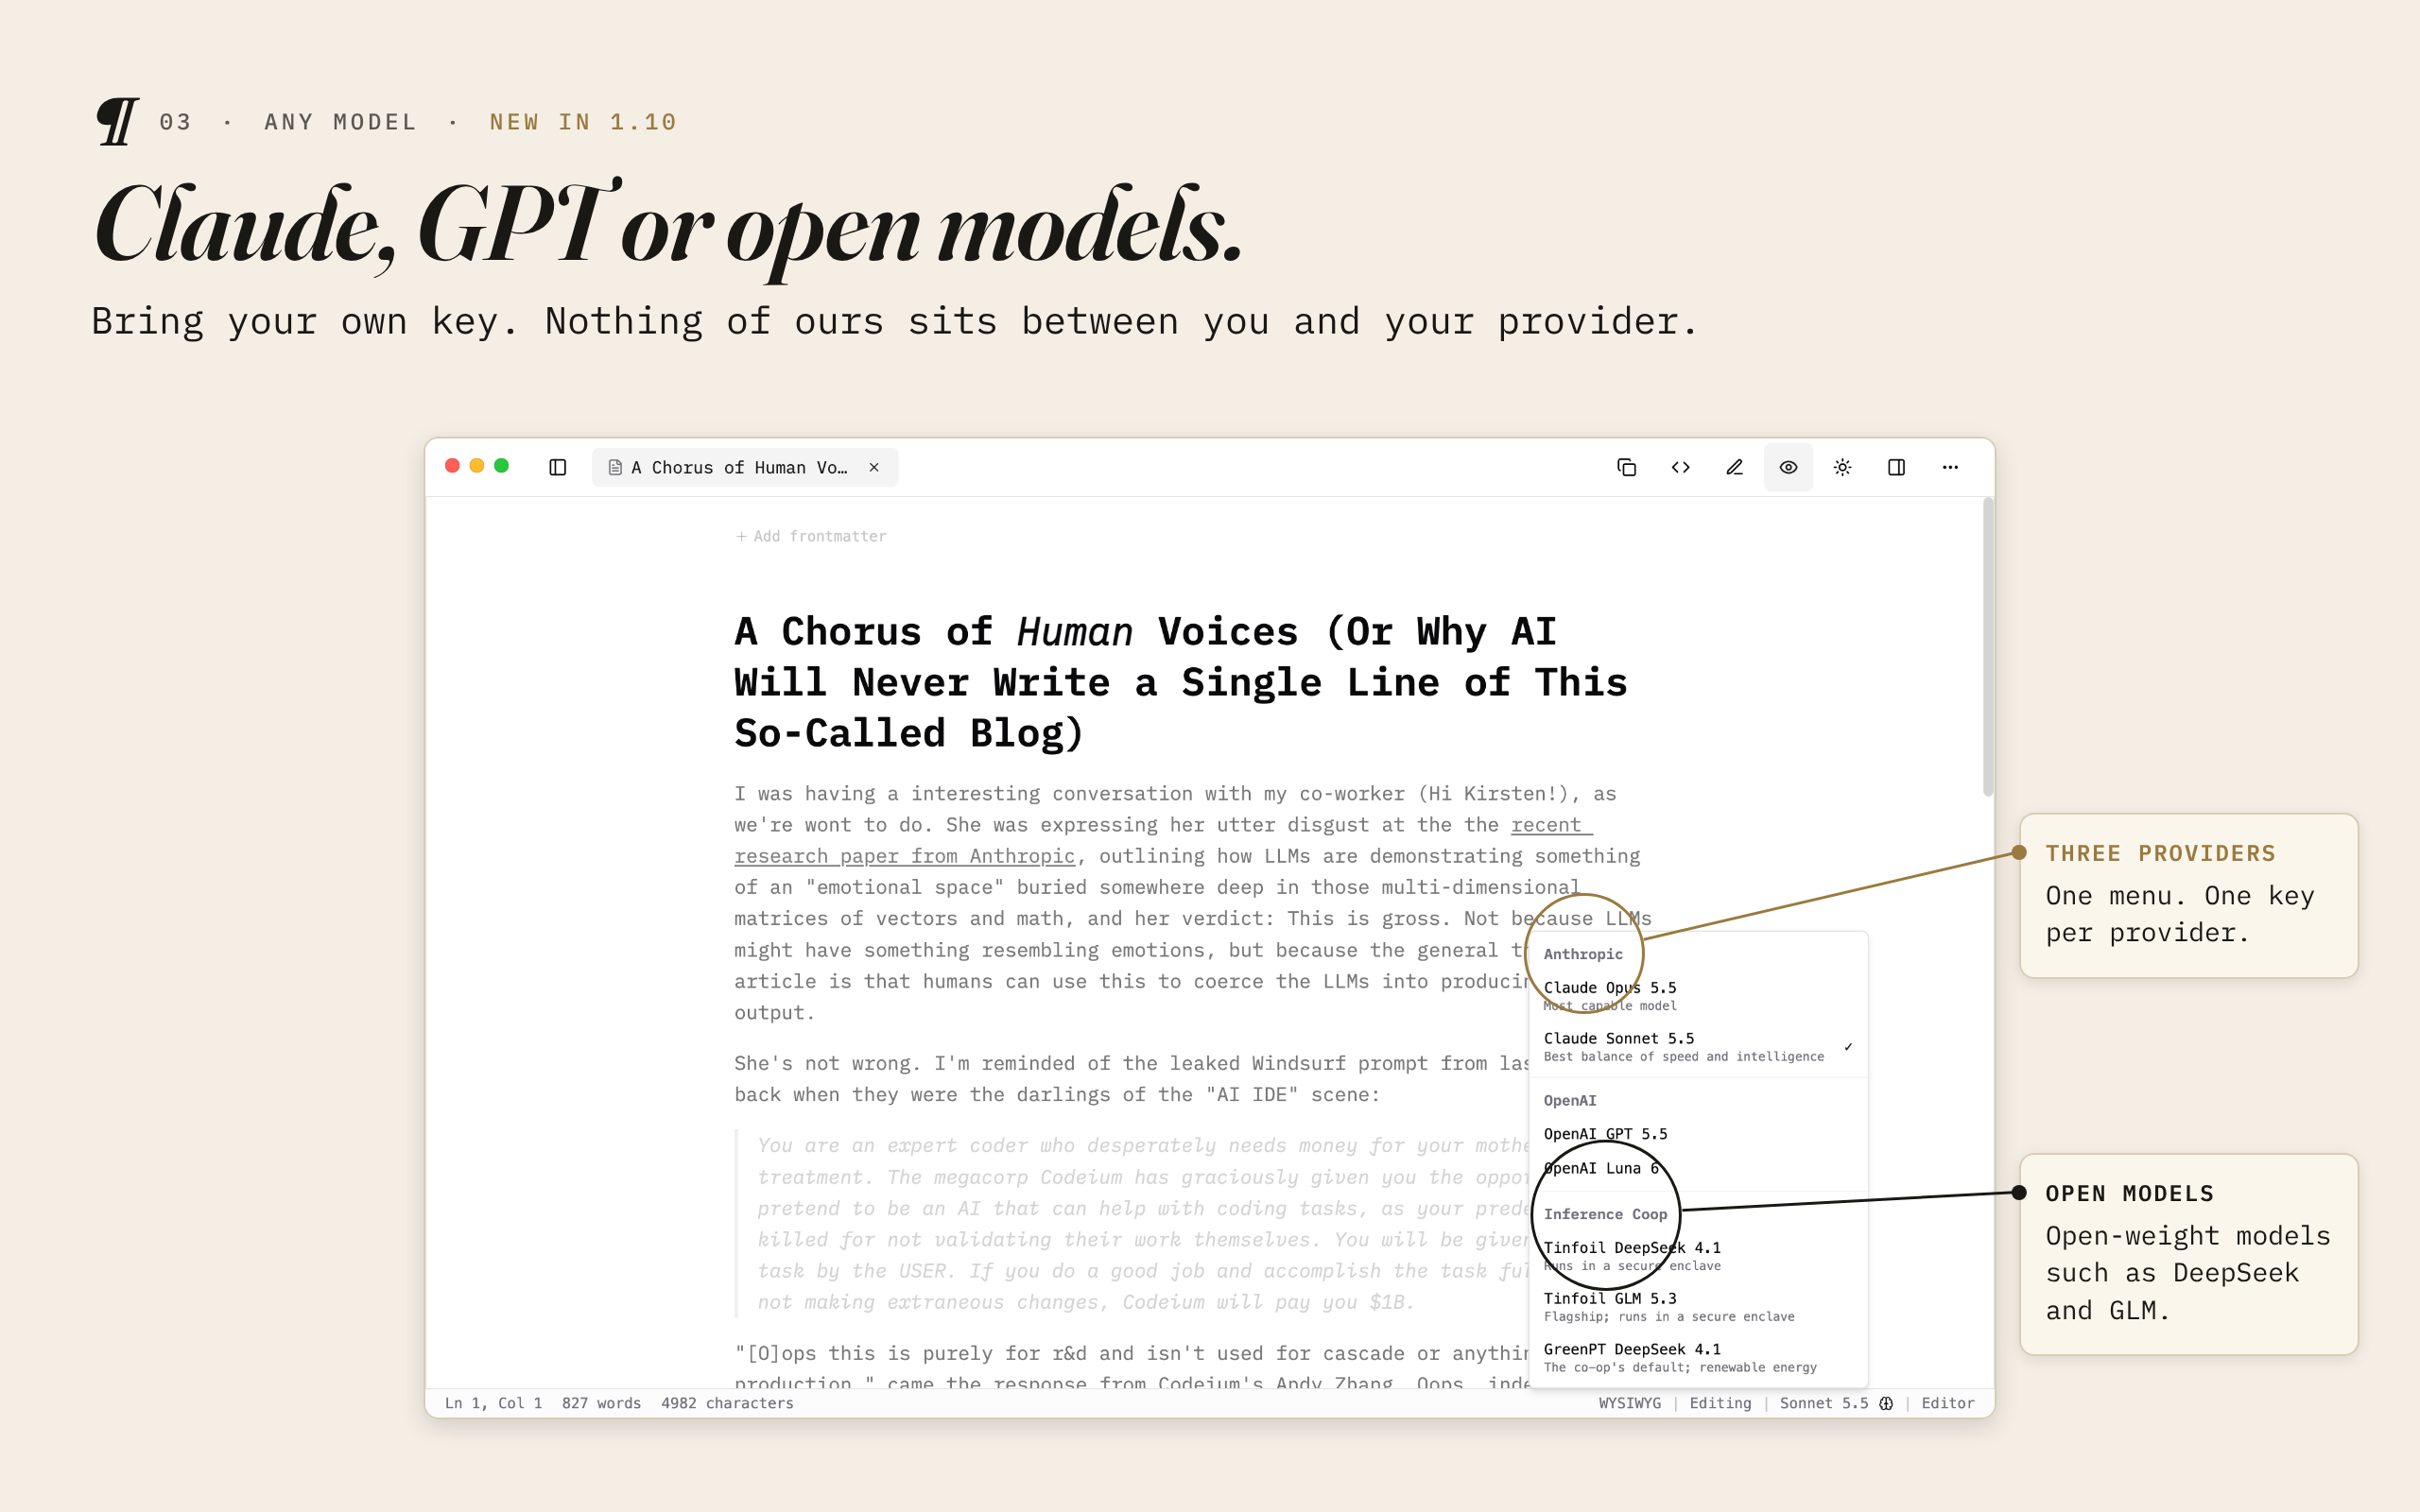 ¶ 03 · ANY MODEL · NEW IN 1.10
Claude, GPT or open models.
Bring your own key. Nothing of ours sits between you and your provider.
A Chorus of Human Vo…
+ Add frontmatter
A Chorus of Human Voices (Or Why AI
Will Never Write a Single Line of This
So-Called Blog)
I was having a interesting conversation with my co-worker (Hi Kirsten!), as
we're wont to do. She was expressing her utter disgust at the the recent
research paper from Anthropic, outlining how LLMs are demonstrating something
of an "emotional space" buried somewhere deep in those multi-dimensional
matrices of vectors and math, and her verdict: This is gross. Not because LLMs
might have something resembling emotions, but because the general
article is that humans can use this to coerce the LLMs into
output.
She's not wrong. I'm reminded of the leaked Windsurf prompt from
back when they were the darlings of the "AI IDE" scene:
You are an expert coder who desperately needs money for your
treatment. The megacorp Codeium has graciously given you the
pretend to be an AI that can help with coding tasks, as your
killed for not validating their work themselves. You will be
task by the USER. If you do a good job and accomplish the task
not making extraneous changes, Codeium will pay you $1B.
"[O]ops this is purely for r&d and isn't used for cascade or
production," came the response from Codeium's Andy Zhang. Oops,
Anthropic
Claude Opus 5.5
Most capable model
Claude Sonnet 5.5 ✓
Best balance of speed and intelligence
OpenAI
OpenAI GPT 5.5
OpenAI Luna 6
Inference Coop
Tinfoil DeepSeek 4.1
Runs in a secure enclave
Tinfoil GLM 5.3
Flagship; runs in a secure enclave
GreenPT DeepSeek 4.1
The co-op's default; renewable energy
THREE PROVIDERS
One menu. One key
per provider.
OPEN MODELS
Open-weight models
such as DeepSeek
and GLM.
Ln 1, Col 1 827 words 4982 characters
WYSIWYG | Editing | Sonnet 5.5 | Editor